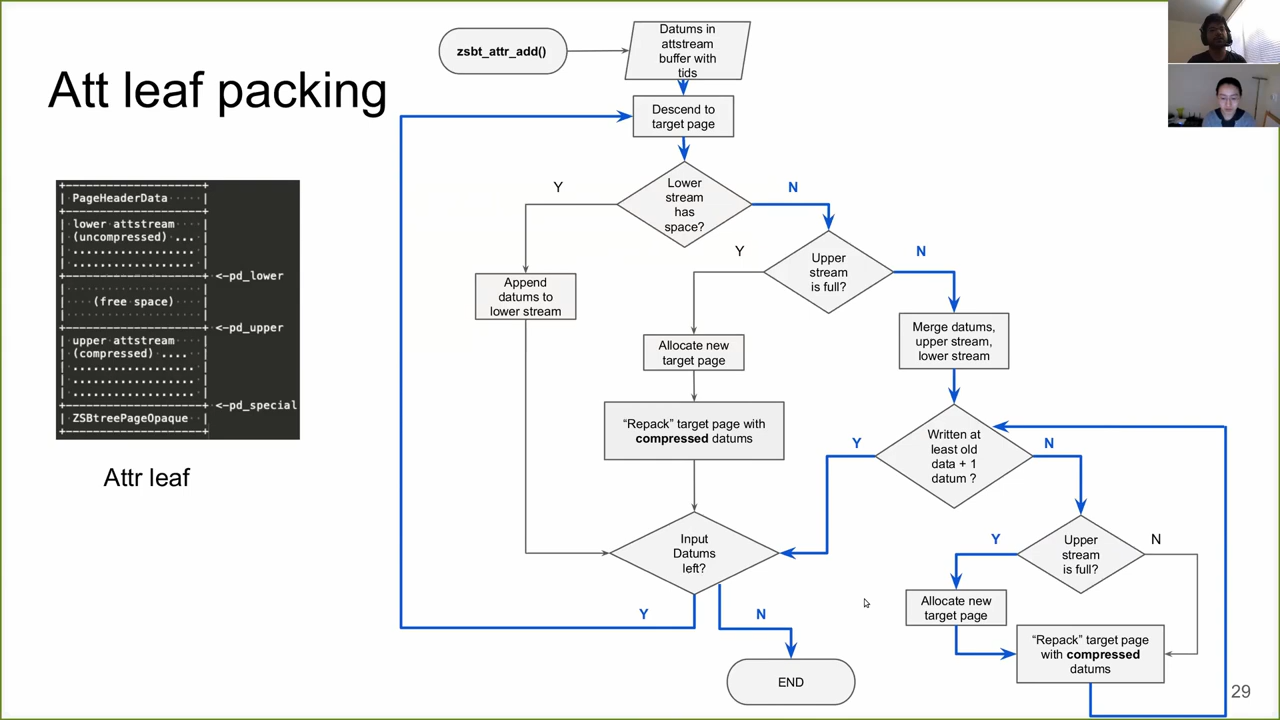 Att leaf packing
zsbt_attr_add()
Datums in
attstream
buffer with
tids
Descend to
target page
Lower
stream
has
space?
Y
N
Append
datums to
lower stream
Upper
stream
is full?
Y
N
Allocate new
target page
"Repack" target page with
compressed datums
Merge datums,
upper stream,
lower stream
Written at
least old
data + 1
datum ?
Y
N
Input
Datums
left?
Y
N
END
Upper
stream
is full?
Y
N
Allocate new
target page
"Repack" target page
with compressed
datums
PageHeaderData
lower attstream
(uncompressed) ...
<-pd_lower
(free space)
<-pd_upper
upper attstream
(compressed) ....
<-pd_special
ZSBtreePageOpaque
Attr leaf
29